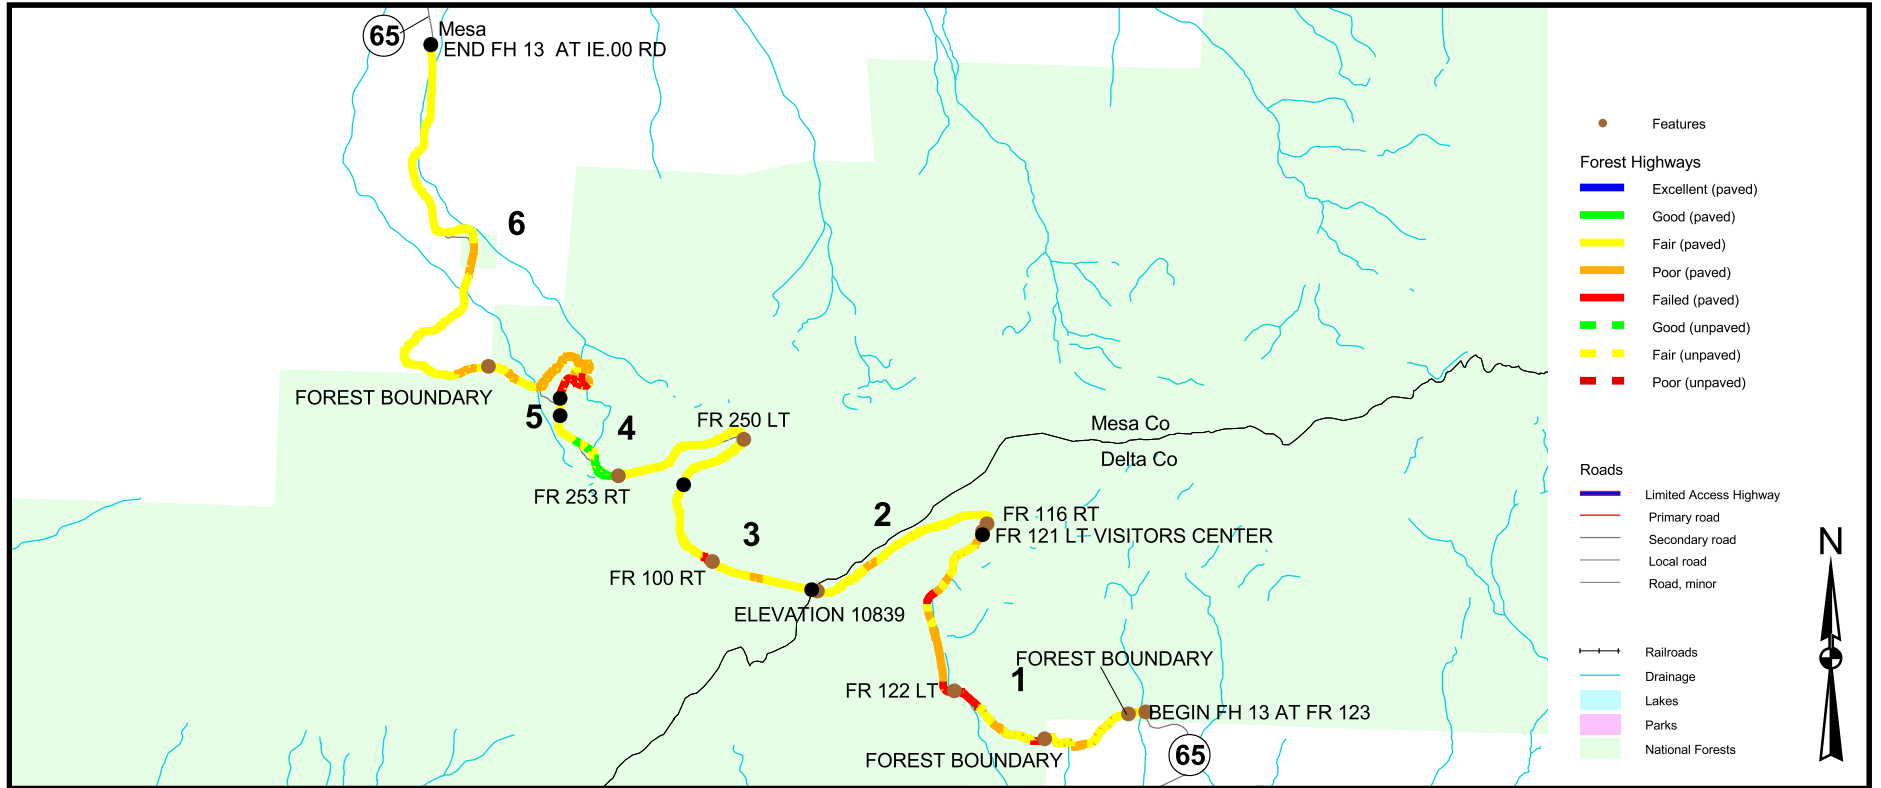 65
Mesa
END FH 13 AT IE.00 RD
6
FOREST BOUNDARY
5
4
FR 250 LT
FR 253 RT
Mesa Co
Delta Co
2
3
FR 116 RT
FR 121 LT VISITORS CENTER
FR 100 RT
ELEVATION 10839
FOREST BOUNDARY
1
FR 122 LT
BEGIN FH 13 AT FR 123
FOREST BOUNDARY
65
Features
Forest Highways
Excellent (paved)
Good (paved)
Fair (paved)
Poor (paved)
Failed (paved)
Good (unpaved)
Fair (unpaved)
Poor (unpaved)
Roads
Limited Access Highway
Primary road
Secondary road
Local road
Road, minor
Railroads
Drainage
Lakes
Parks
National Forests
N